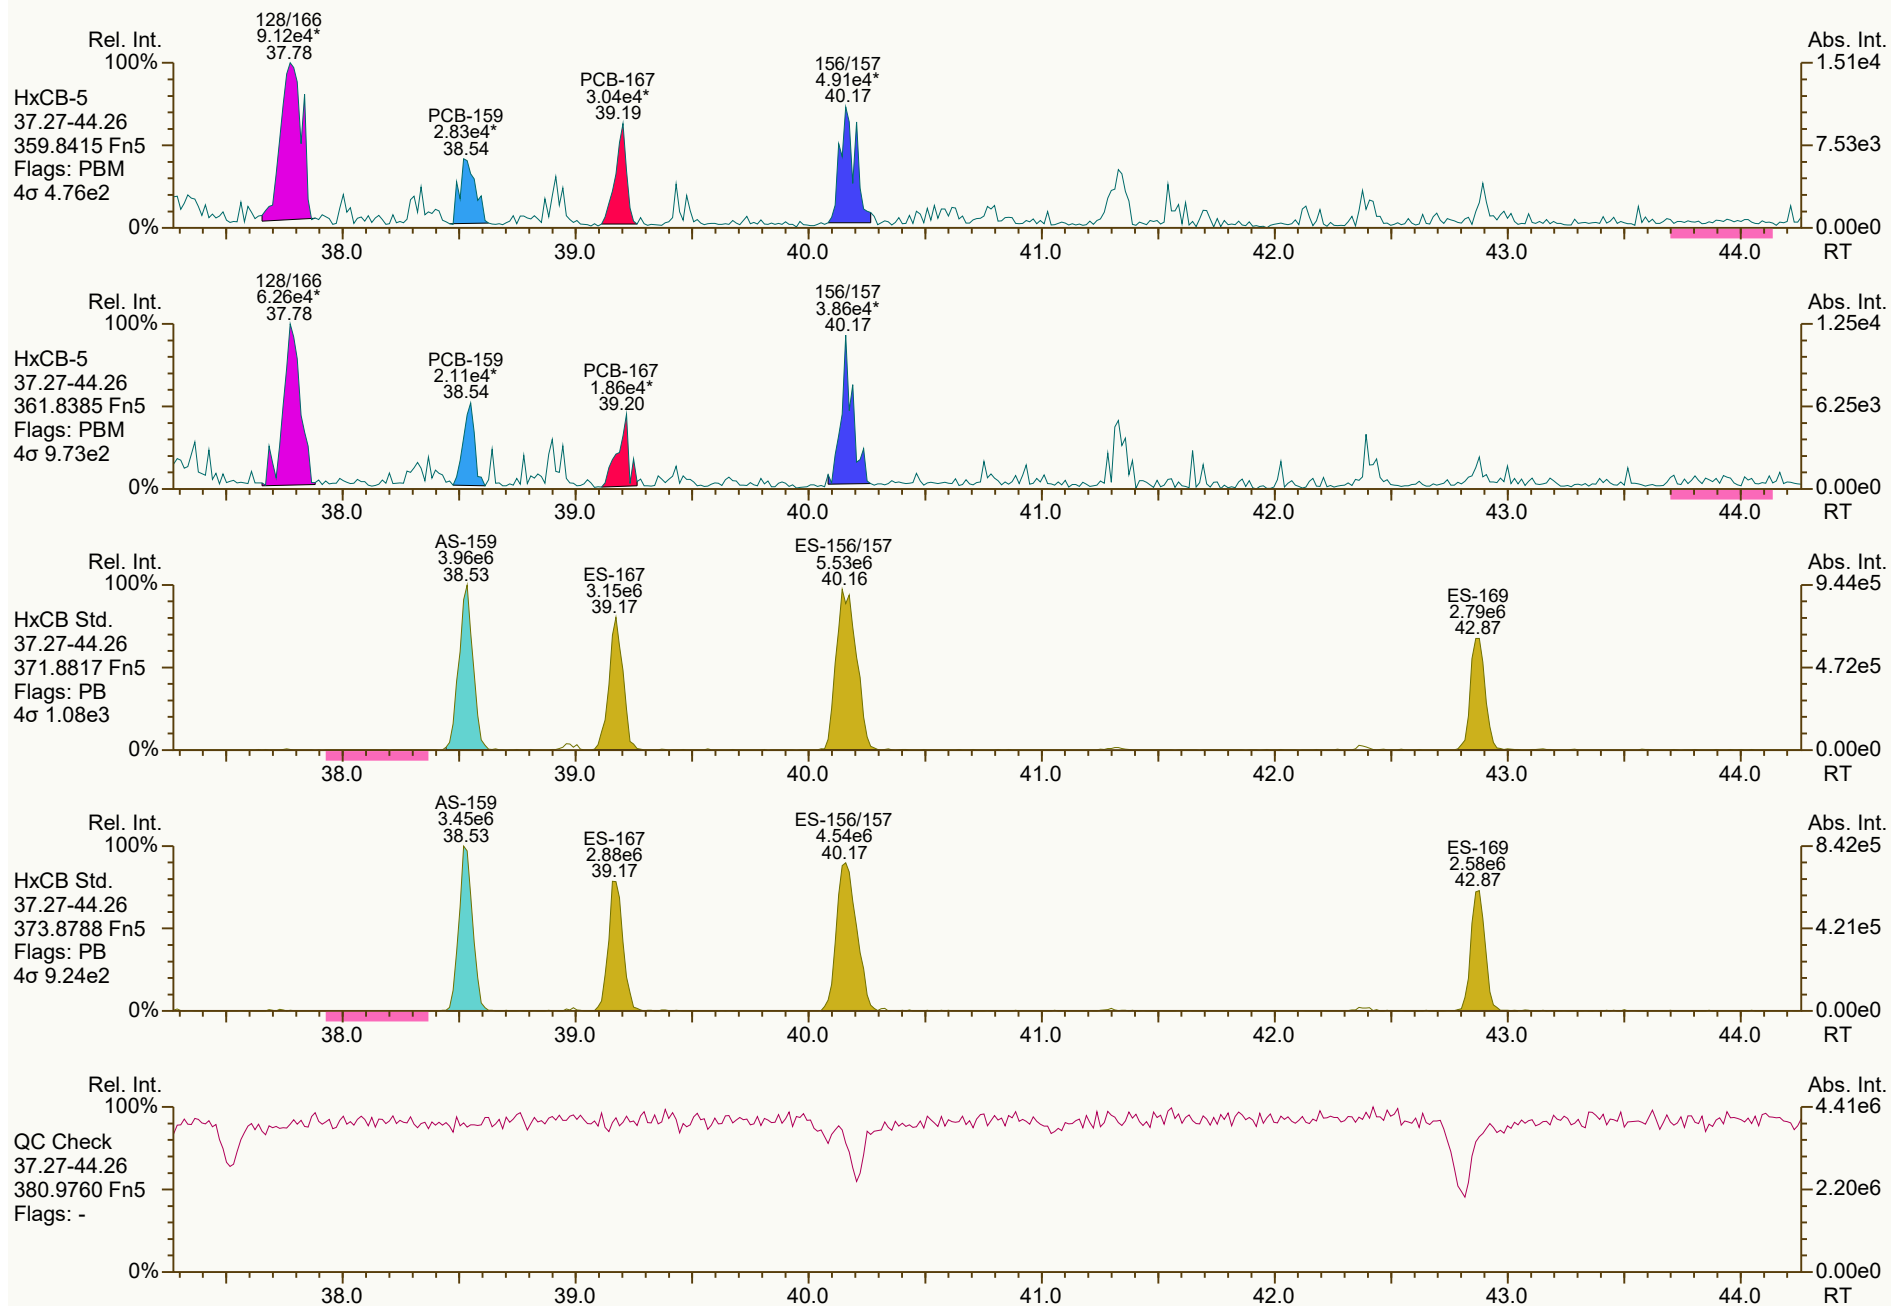 128/166
9.12e4*
37.78
Rel. Int.
Abs. Int.
100%
1.51e4
156/157
4.91e4*
40.17
PCB-167
3.04e4*
39.19
PCB-159
2.83e4*
38.54
HxCB-5
37.27-44.26
359.8415 Fn5
Flags: PBM
4σ 4.76e2
7.53e3
0%
0.00e0
38.0 39.0 40.0 41.0 42.0 43.0 44.0 RT
128/166
6.26e4*
37.78
Rel. Int.
Abs. Int.
100%
1.25e4
156/157
3.86e4*
40.17
PCB-159
2.11e4*
38.54
PCB-167
1.86e4*
39.20
HxCB-5
37.27-44.26
361.8385 Fn5
Flags: PBM
4σ 9.73e2
6.25e3
0%
0.00e0
38.0 39.0 40.0 41.0 42.0 43.0 44.0 RT
AS-159
3.96e6
38.53
Rel. Int.
Abs. Int.
100%
9.44e5
ES-167
3.15e6
39.17
ES-156/157
5.53e6
40.16
ES-169
2.79e6
42.87
HxCB Std.
37.27-44.26
371.8817 Fn5
Flags: PB
4σ 1.08e3
4.72e5
0%
0.00e0
38.0 39.0 40.0 41.0 42.0 43.0 44.0 RT
AS-159
3.45e6
38.53
Rel. Int.
Abs. Int.
100%
8.42e5
ES-167
2.88e6
39.17
ES-156/157
4.54e6
40.17
ES-169
2.58e6
42.87
HxCB Std.
37.27-44.26
373.8788 Fn5
Flags: PB
4σ 9.24e2
4.21e5
0%
0.00e0
38.0 39.0 40.0 41.0 42.0 43.0 44.0 RT
Rel. Int.
Abs. Int.
100%
4.41e6
QC Check
37.27-44.26
380.9760 Fn5
Flags: -
2.20e6
0%
0.00e0
38.0 39.0 40.0 41.0 42.0 43.0 44.0 RT